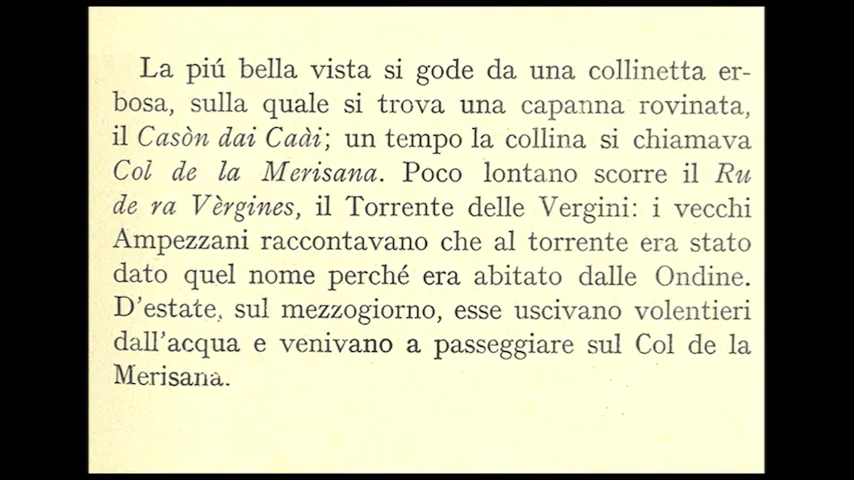 La piú bella vista si gode da una collinetta er-
bosa, sulla quale si trova una capanna rovinata,
il Casòn dai Caài; un tempo la collina si chiamava
Col de la Merisana. Poco lontano scorre il Ru
de ra Vèrgines, il Torrente delle Vergini: i vecchi
Ampezzani raccontavano che al torrente era stato
dato quel nome perché era abitato dalle Ondine.
D'estate, sul mezzogiorno, esse uscivano volentieri
dall'acqua e venivano a passeggiare sul Col de la
Merisana.